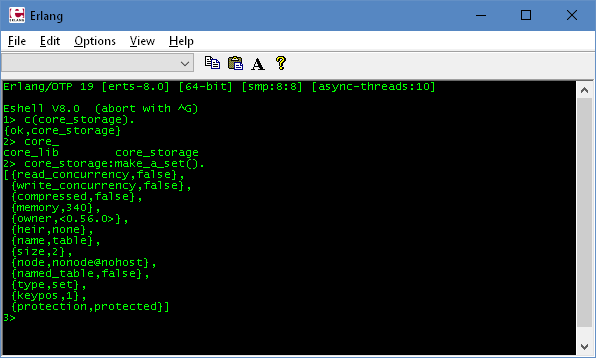 Erlang
File Edit Options View Help
A ?
Erlang/OTP 19 [erts-8.0] [64-bit] [smp:8:8] [async-threads:10]
Eshell V8.0  (abort with ^G)
1> c(core_storage).
{ok,core_storage}
2> core_
core_lib        core_storage
2> core_storage:make_a_set().
[{read_concurrency,false},
 {write_concurrency,false},
 {compressed,false},
 {memory,340},
 {owner,<0.56.0>},
 {heir,none},
 {name,table},
 {size,2},
 {node,nonode@nohost},
 {named_table,false},
 {type,set},
 {keypos,1},
 {protection,protected}]
3>